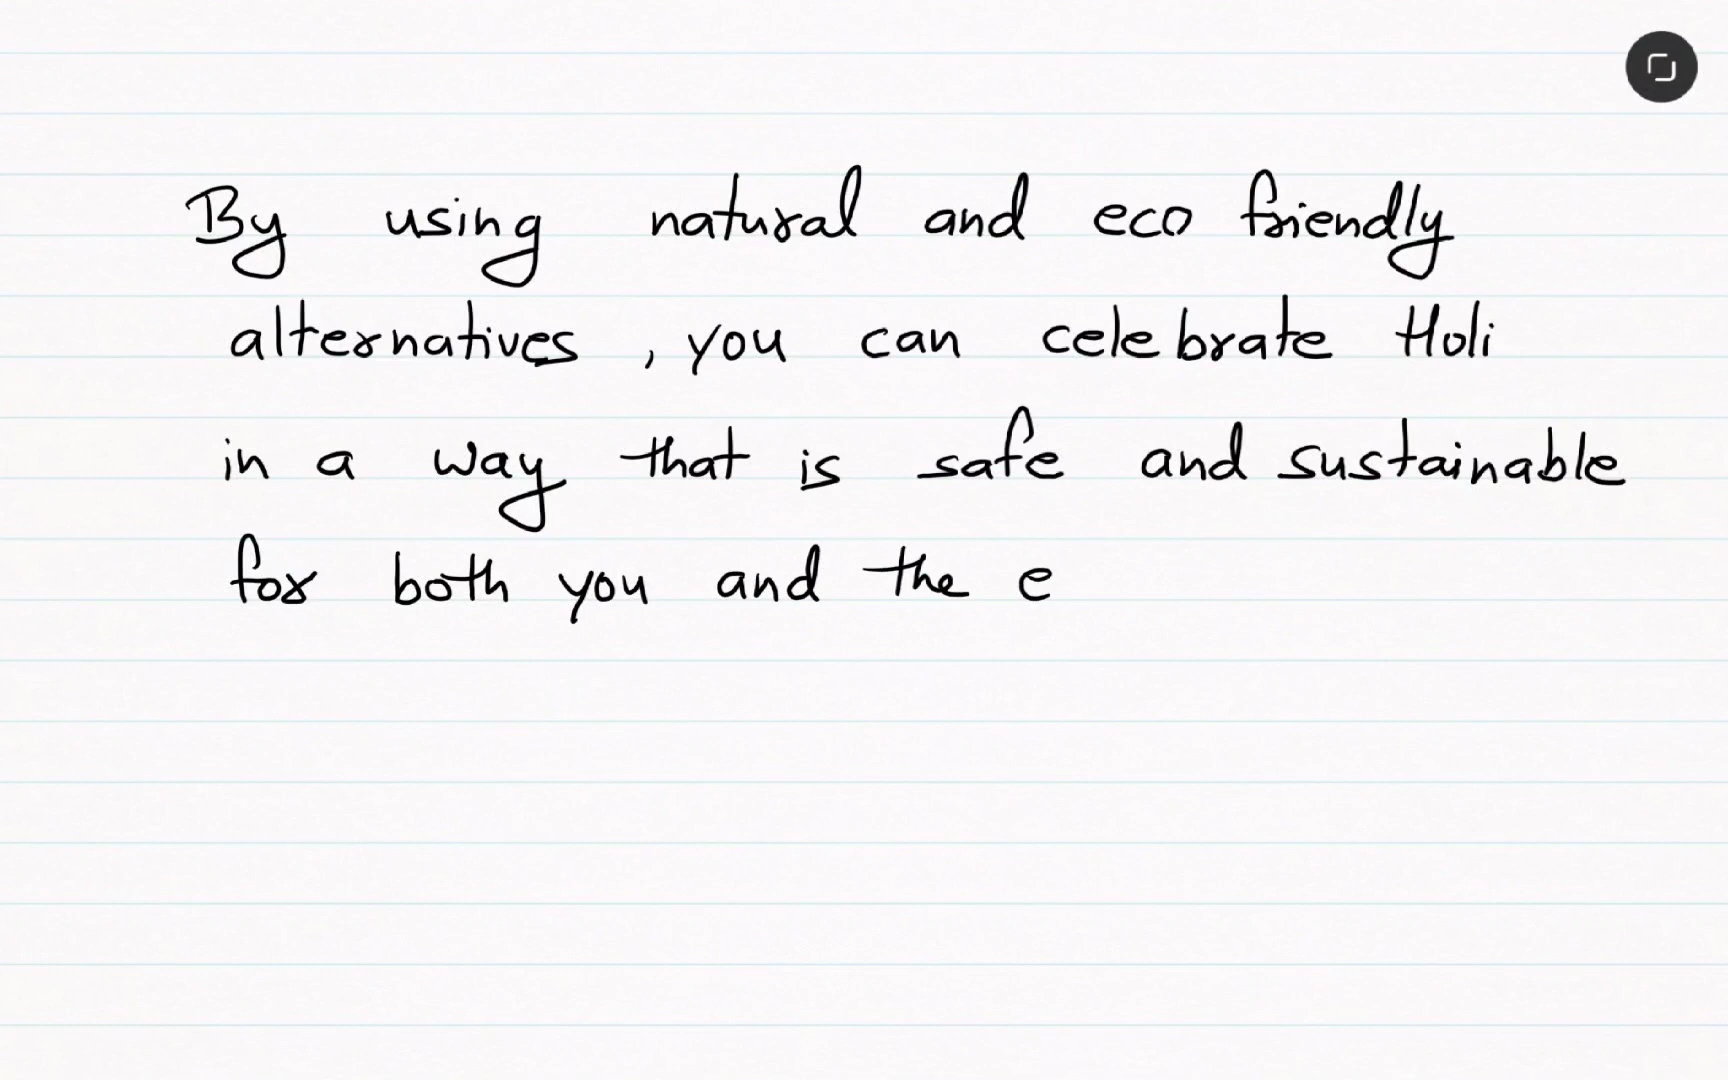 By using natural and eco friendly
alternatives, you can celebrate Holi
in a way that is safe and sustainable
for both you and the e